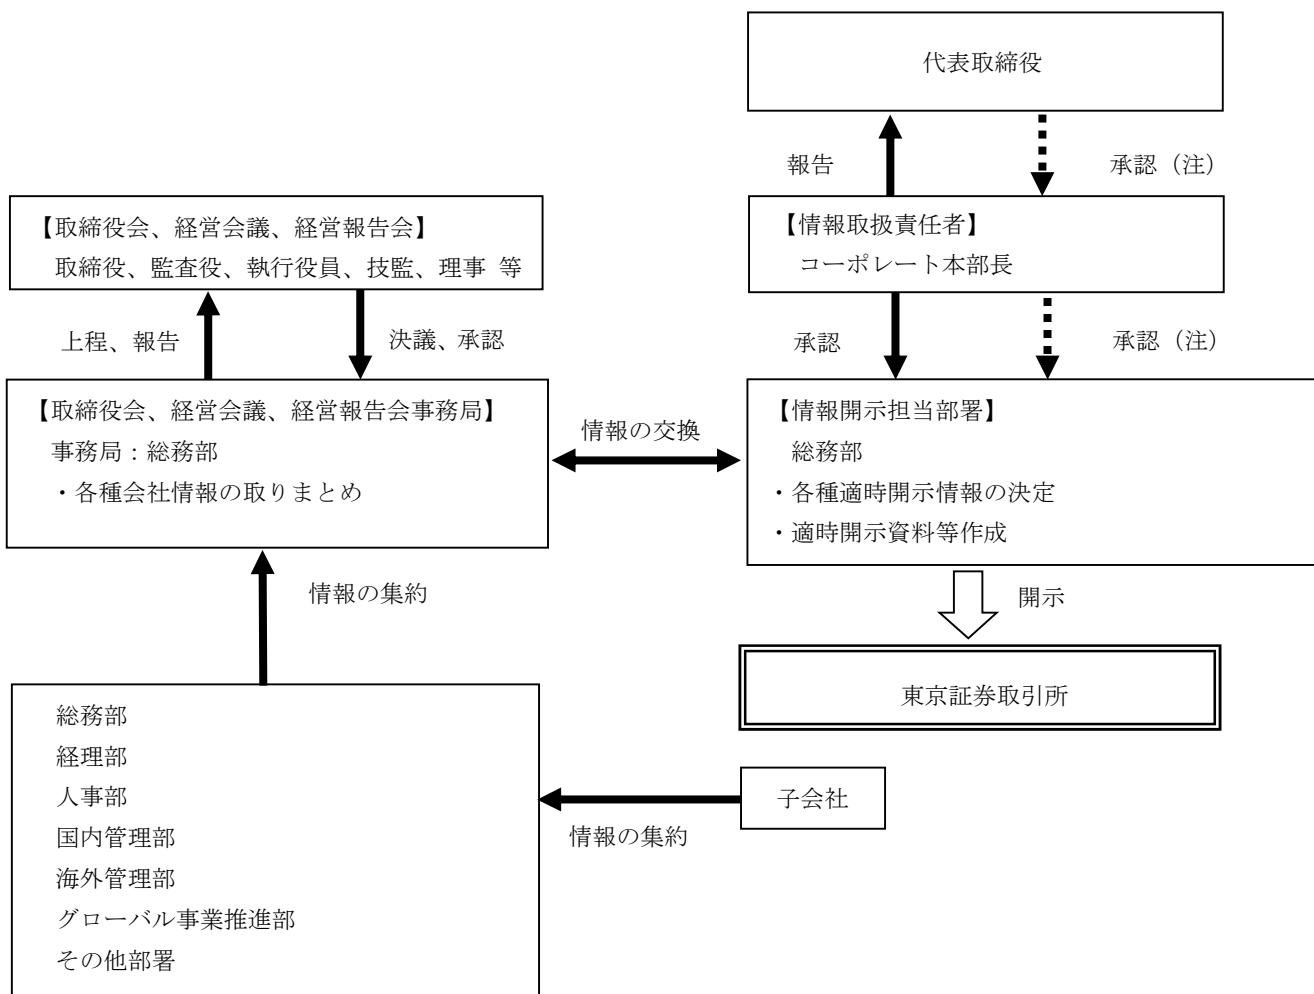 代表取締役
報告
承認（注）
【取締役会、経営会議、経営報告会】
取締役、監査役、執行役員、技監、理事 等
【情報取扱責任者】
コーポレート本部長
上程、報告
決議、承認
承認
承認（注）
【取締役会、経営会議、経営報告会事務局】
事務局：総務部
・各種会社情報の取りまとめ
情報の交換
【情報開示担当部署】
総務部
・各種適時開示情報の決定
・適時開示資料等作成
情報の集約
開示
東京証券取引所
総務部
経理部
人事部
国内管理部
海外管理部
グローバル事業推進部
その他部署
子会社
情報の集約